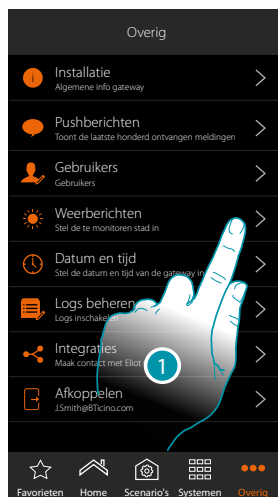 Overig
Installatie
Algemene info gateway
Pushberichten
Toont de laatste honderd ontvangen meldingen
Gebruikers
Gebruikers
Weerberichten
Stel de te monitoren stad in
Datum en tijd
Stel de datum en tijd van de gateway in
Logs beheren
Logs inschakelen
Integraties
Maak contact met Eliot
1
Afkoppelen
J.Smith@BTicino.com
Favorieten Home Scenario's Systemen Overig